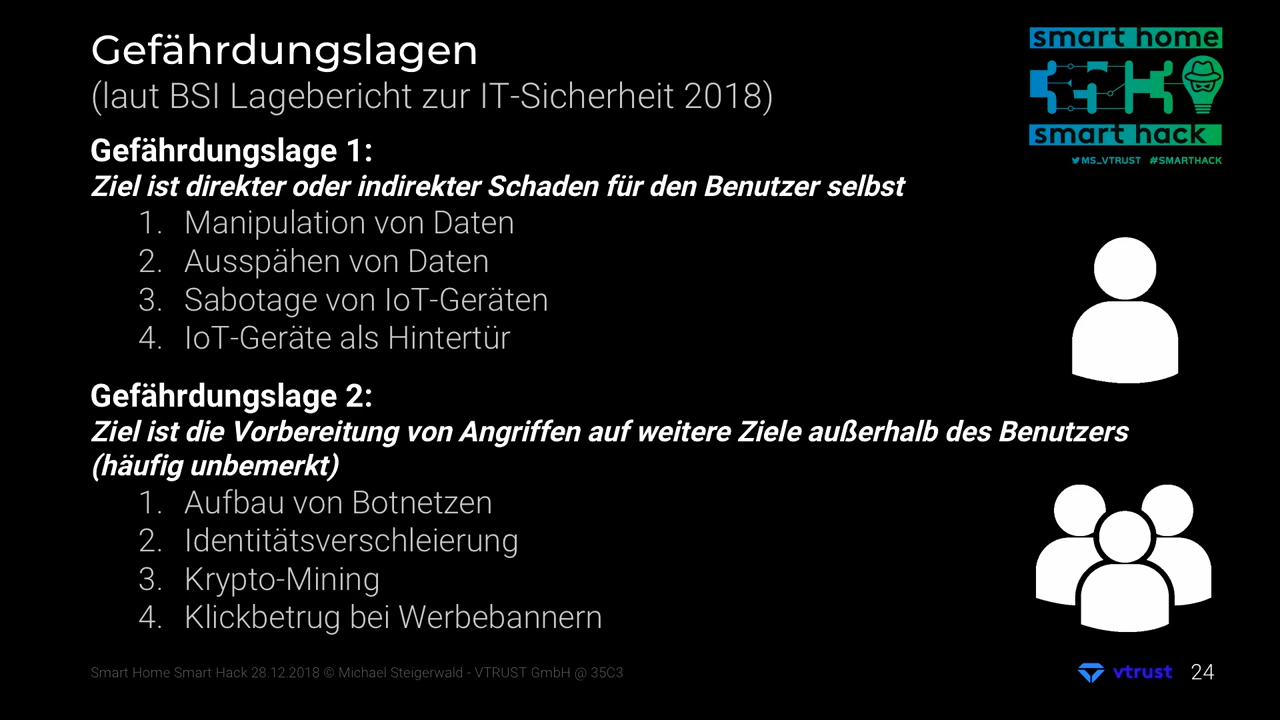 Gefährdungslagen
(laut BSI Lagebericht zur IT-Sicherheit 2018)
smart home
35C3
smart hack
MS_VTRUST #SMARTHACK
Gefährdungslage 1:
Ziel ist direkter oder indirekter Schaden für den Benutzer selbst
1. Manipulation von Daten
2. Ausspähen von Daten
3. Sabotage von IoT-Geräten
4. IoT-Geräte als Hintertür
Gefährdungslage 2:
Ziel ist die Vorbereitung von Angriffen auf weitere Ziele außerhalb des Benutzers
(häufig unbemerkt)
1. Aufbau von Botnetzen
2. Identitätsverschleierung
3. Krypto-Mining
4. Klickbetrug bei Werbebannern
Smart Home Smart Hack 28.12.2018 © Michael Steigerwald - VTRUST GmbH @ 35C3
vtrust 24